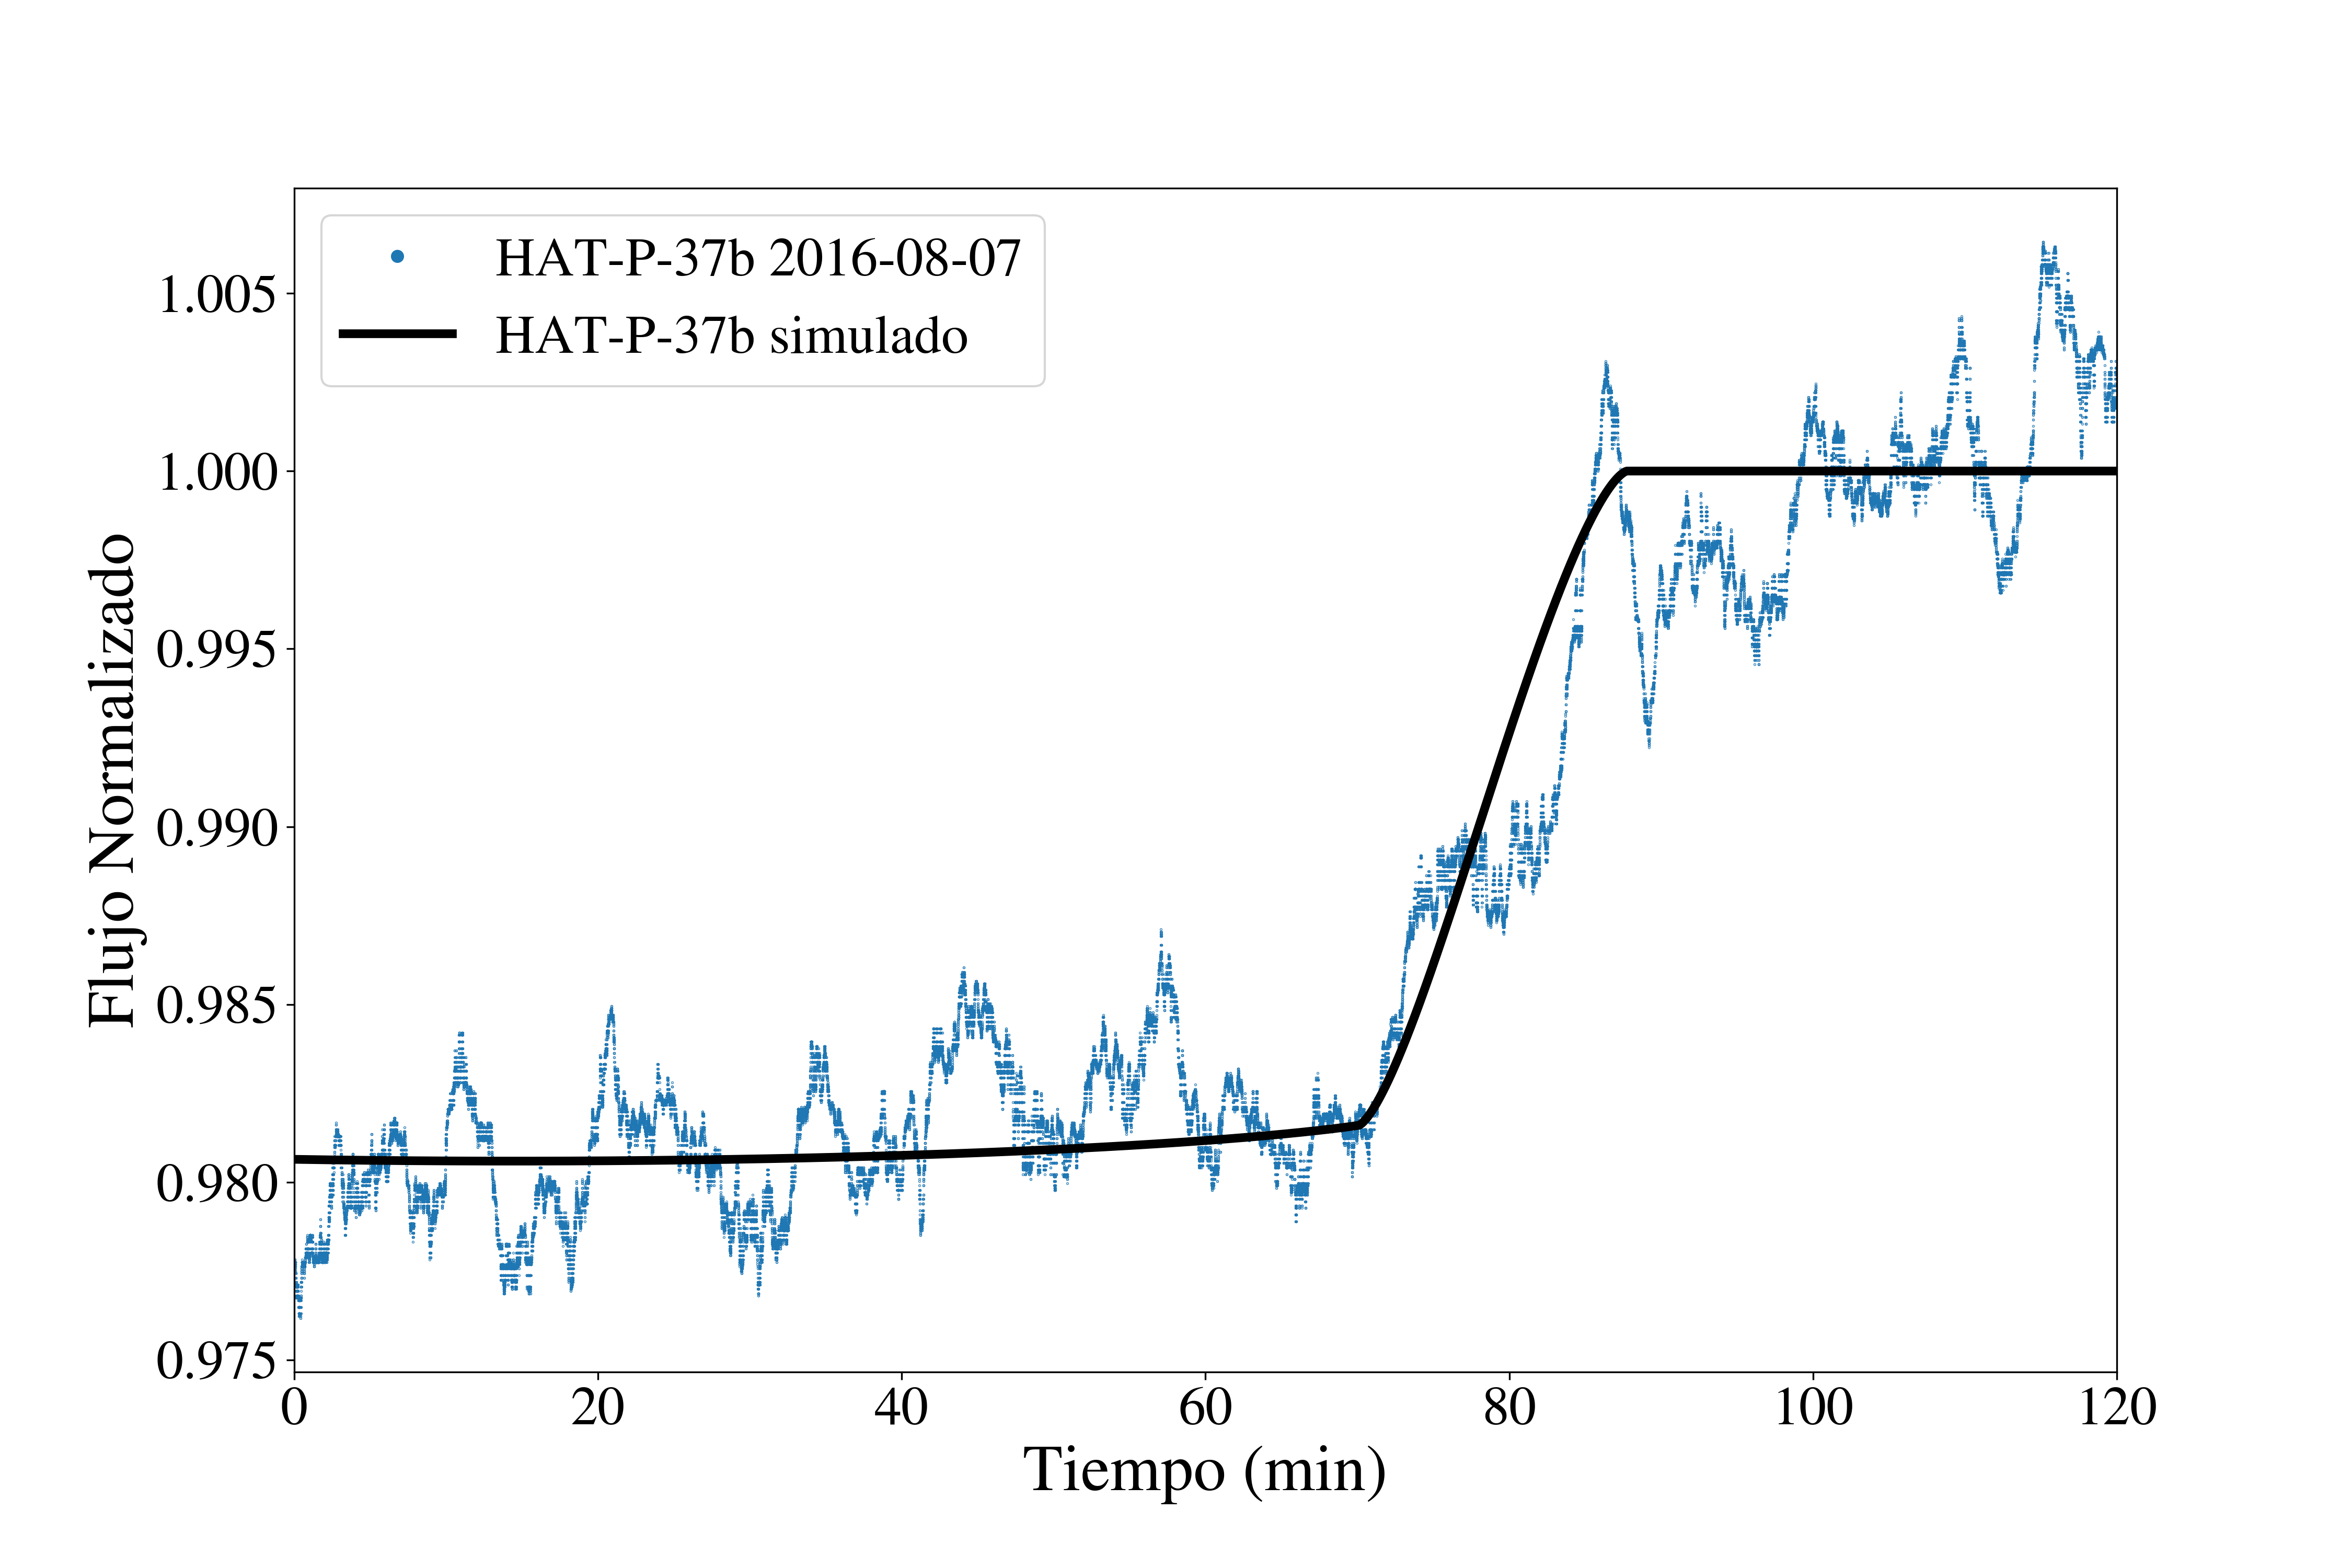 HAT-P-37b 2016-08-07
HAT-P-37b simulado
1.005
1.000
0.995
0.990
0.985
0.980
0.975
Flujo Normalizado
0 20 40 60 80 100 120
Tiempo (min)